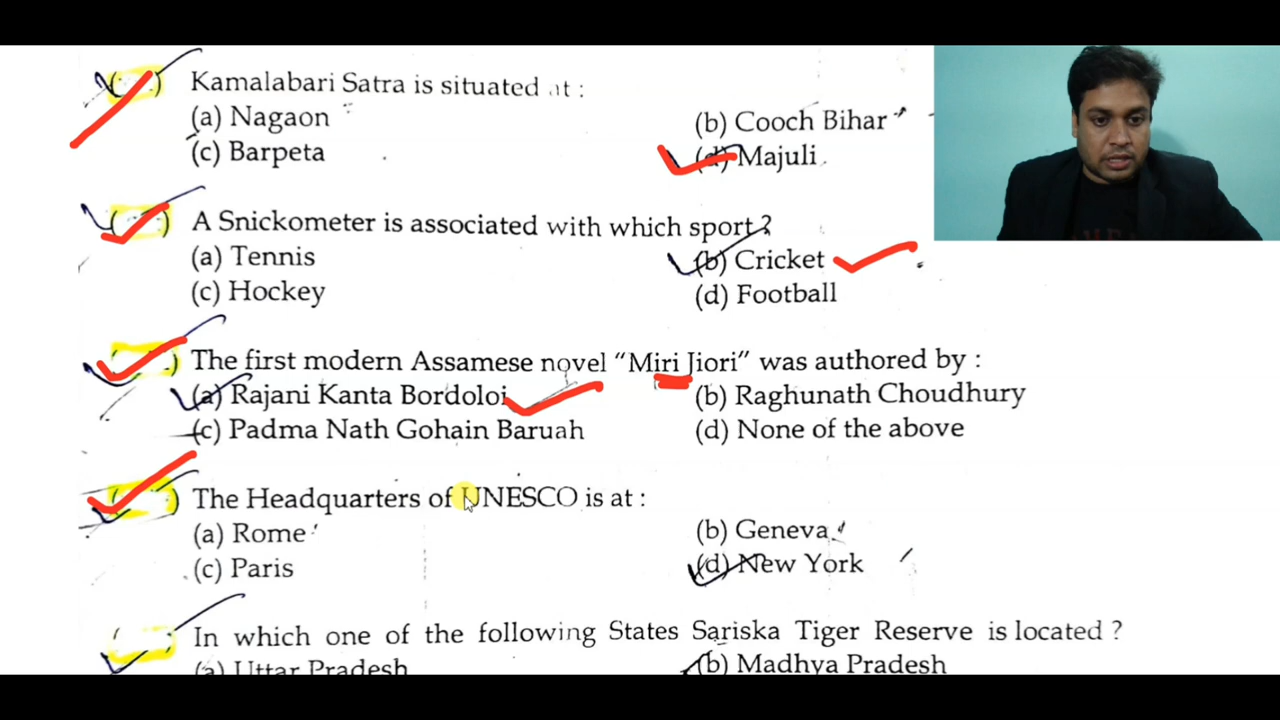 Kamalabari Satra is situated at :
(a) Nagaon
(b) Cooch Bihar
(c) Barpeta
(d) Majuli
A Snickometer is associated with which sport ?
(a) Tennis
(b) Cricket
(c) Hockey
(d) Football
The first modern Assamese novel “Miri Jiori” was authored by :
(a) Rajani Kanta Bordoloi
(b) Raghunath Choudhury
(c) Padma Nath Gohain Baruah
(d) None of the above
The Headquarters of UNESCO is at :
(a) Rome
(b) Geneva
(c) Paris
(d) New York
In which one of the following States Sariska Tiger Reserve is located ?
(a) Uttar Pradesh
(b) Madhya Pradesh